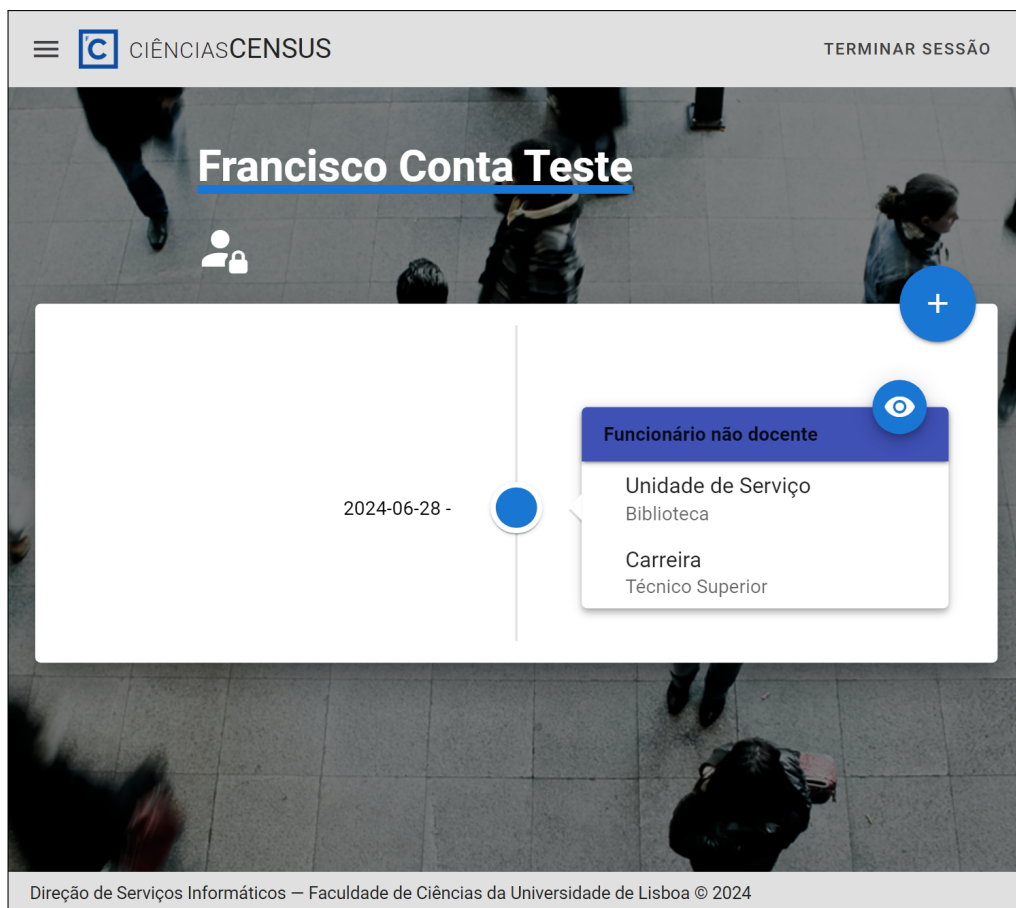 CIÊNCIASCENSUS
TERMINAR SESSÃO
Francisco Conta Teste
Funcionário não docente
2024-06-28 -
Unidade de Serviço
Biblioteca
Carreira
Técnico Superior
Direção de Serviços Informáticos — Faculdade de Ciências da Universidade de Lisboa © 2024